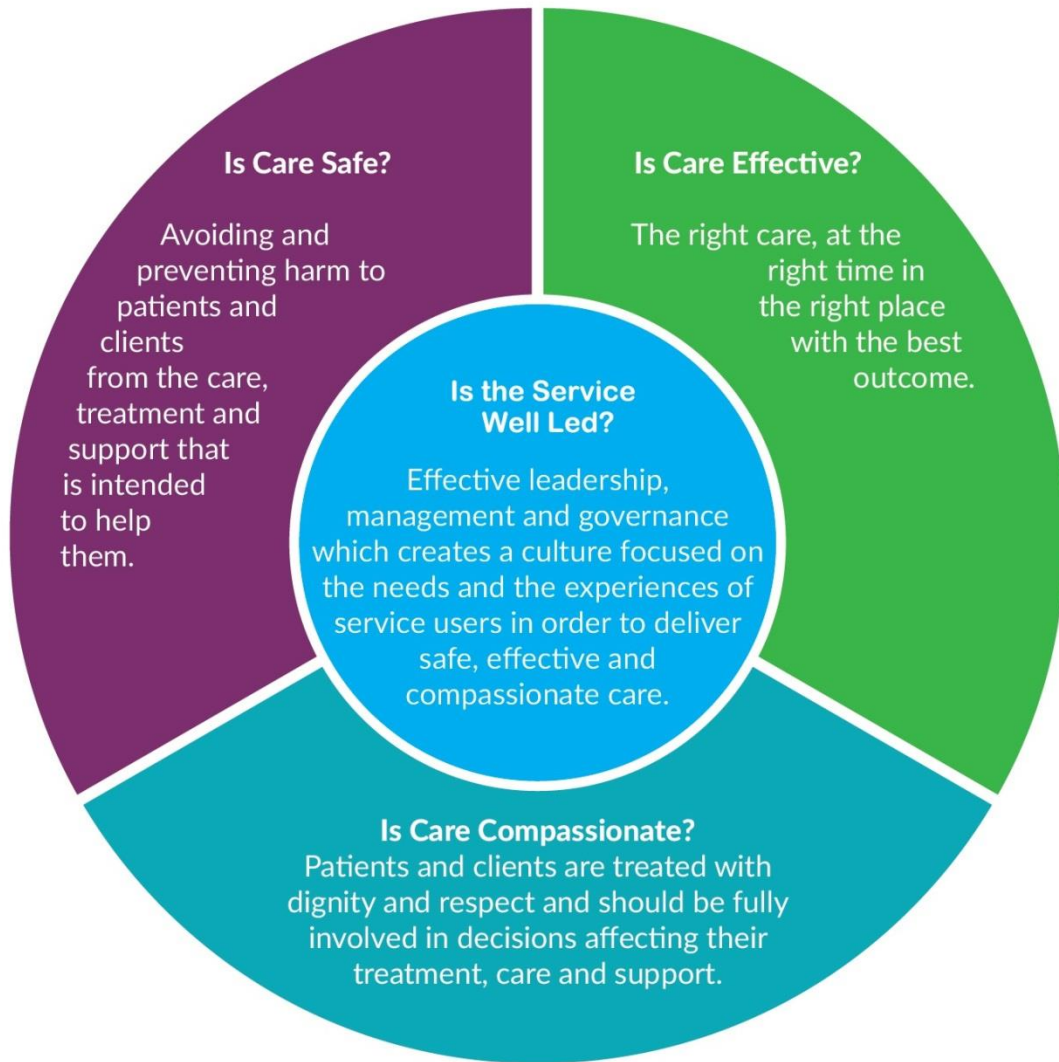 Is Care Safe?
Avoiding and
preventing harm to
patients and
clients
from the care,
treatment and
support that
is intended
to help
them.
Is Care Effective?
The right care, at the
right time in
the right place
with the best
outcome.
Is the Service
Well Led?
Effective leadership,
management and governance
which creates a culture focused on
the needs and the experiences of
service users in order to deliver
safe, effective and
compassionate care.
Is Care Compassionate?
Patients and clients are treated with
dignity and respect and should be fully
involved in decisions affecting their
treatment, care and support.